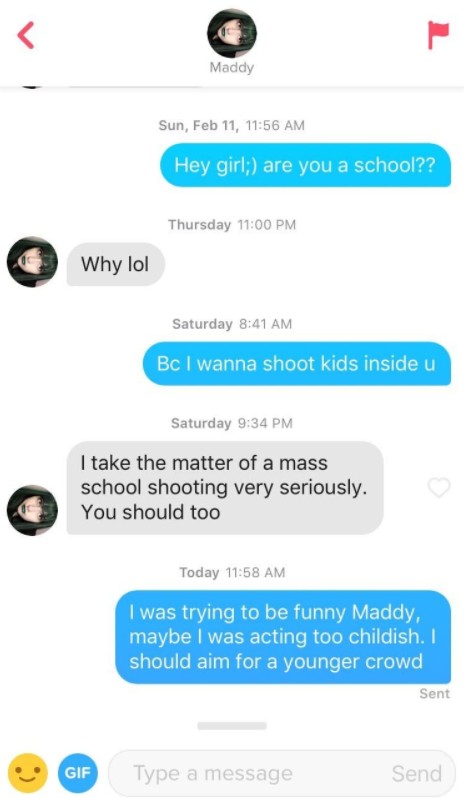 Maddy
Sun, Feb 11, 11:56 AM
Hey girl;) are you a school??
Thursday 11:00 PM
Why lol
Saturday 8:41 AM
Bc I wanna shoot kids inside u
Saturday 9:34 PM
I take the matter of a mass
school shooting very seriously.
You should too
Today 11:58 AM
I was trying to be funny Maddy,
maybe I was acting too childish. I
should aim for a younger crowd
Sent
GIF
Type a message
Send